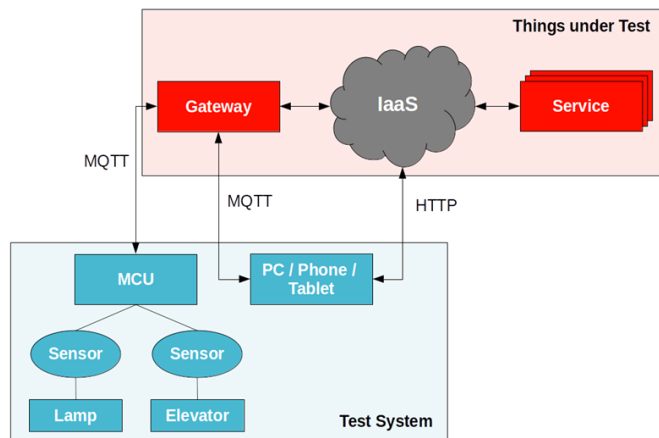 Things under Test
Gateway
IaaS
Service
MQTT
MQTT
HTTP
MCU
PC / Phone /
Tablet
Sensor
Sensor
Lamp
Elevator
Test System